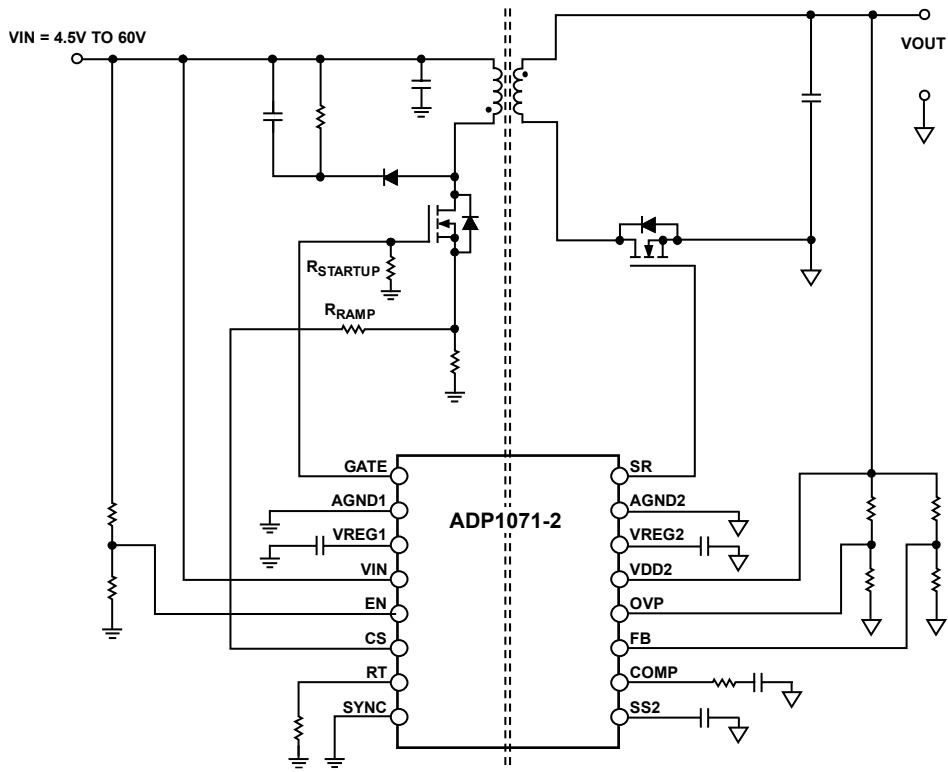 VIN = 4.5V TO 60V
VOUT
RSTARTUP
RRAMP
ADP1071-2
GATE
AGND1
VREG1
VIN
EN
CS
RT
SYNC
SR
AGND2
VREG2
VDD2
OVP
FB
COMP
SS2